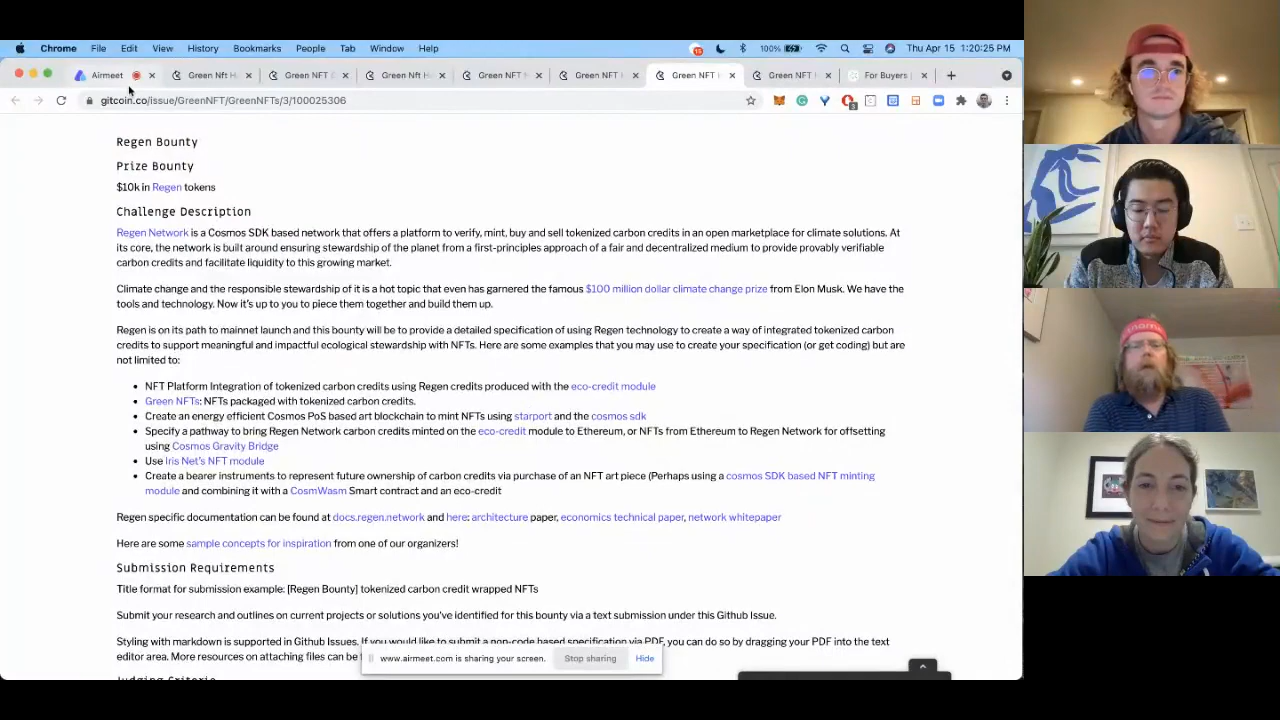 Chrome File Edit View History Bookmarks People Tab Window Help 100% Thu Apr 15 1:20:25 PM
Airmeet Green Nft H Green NFT Green Nft H Green NFT Green NFT Green NFT Green NFT For Buyers
gitcoin.co/issue/GreenNFT/GreenNFTs/3/100025306
Regen Bounty
Prize Bounty
$10k in Regen tokens
Challenge Description
Regen Network is a Cosmos SDK based network that offers a platform to verify, mint, buy and sell tokenized carbon credits in an open marketplace for climate solutions. At
its core, the network is built around ensuring stewardship of the planet from a first-principles approach of a fair and decentralized medium to provide provably verifiable
carbon credits and facilitate liquidity to this growing market.
Climate change and the responsible stewardship of it is a hot topic that even has garnered the famous $100 million dollar climate change prize from Elon Musk. We have the
tools and technology. Now it's up to you to piece them together and build them up.
Regen is on its path to mainnet launch and this bounty will be to provide a detailed specification of using Regen technology to create a way of integrated tokenized carbon
credits to support meaningful and impactful ecological stewardship with NFTs. Here are some examples that you may use to create your specification (or get coding) but are
not limited to:
• NFT Platform Integration of tokenized carbon credits using Regen credits produced with the eco-credit module
• Green NFTs: NFTs packaged with tokenized carbon credits.
• Create an energy efficient Cosmos PoS based art blockchain to mint NFTs using starport and the cosmos sdk
• Specify a pathway to bring Regen Network carbon credits minted on the eco-credit module to Ethereum, or NFTs from Ethereum to Regen Network for offsetting
using Cosmos Gravity Bridge
• Use Iris Net's NFT module
• Create a bearer instruments to represent future ownership of carbon credits via purchase of an NFT art piece (Perhaps using a cosmos SDK based NFT minting
module and combining it with a CosmWasm Smart contract and an eco-credit
Regen specific documentation can be found at docs.regen.network and here: architecture paper, economics technical paper, network whitepaper
Here are some sample concepts for inspiration from one of our organizers!
Submission Requirements
Title format for submission example: [Regen Bounty] tokenized carbon credit wrapped NFTs
Submit your research and outlines on current projects or solutions you've identified for this bounty via a text submission under this Github Issue.
Styling with markdown is supported in Github Issues. If you would like to submit a non-code based specification via PDF, you can do so by dragging your PDF into the text
editor area. More resources on attaching files can be
www.airmeet.com is sharing your screen. Stop sharing Hide
Judging Criteria